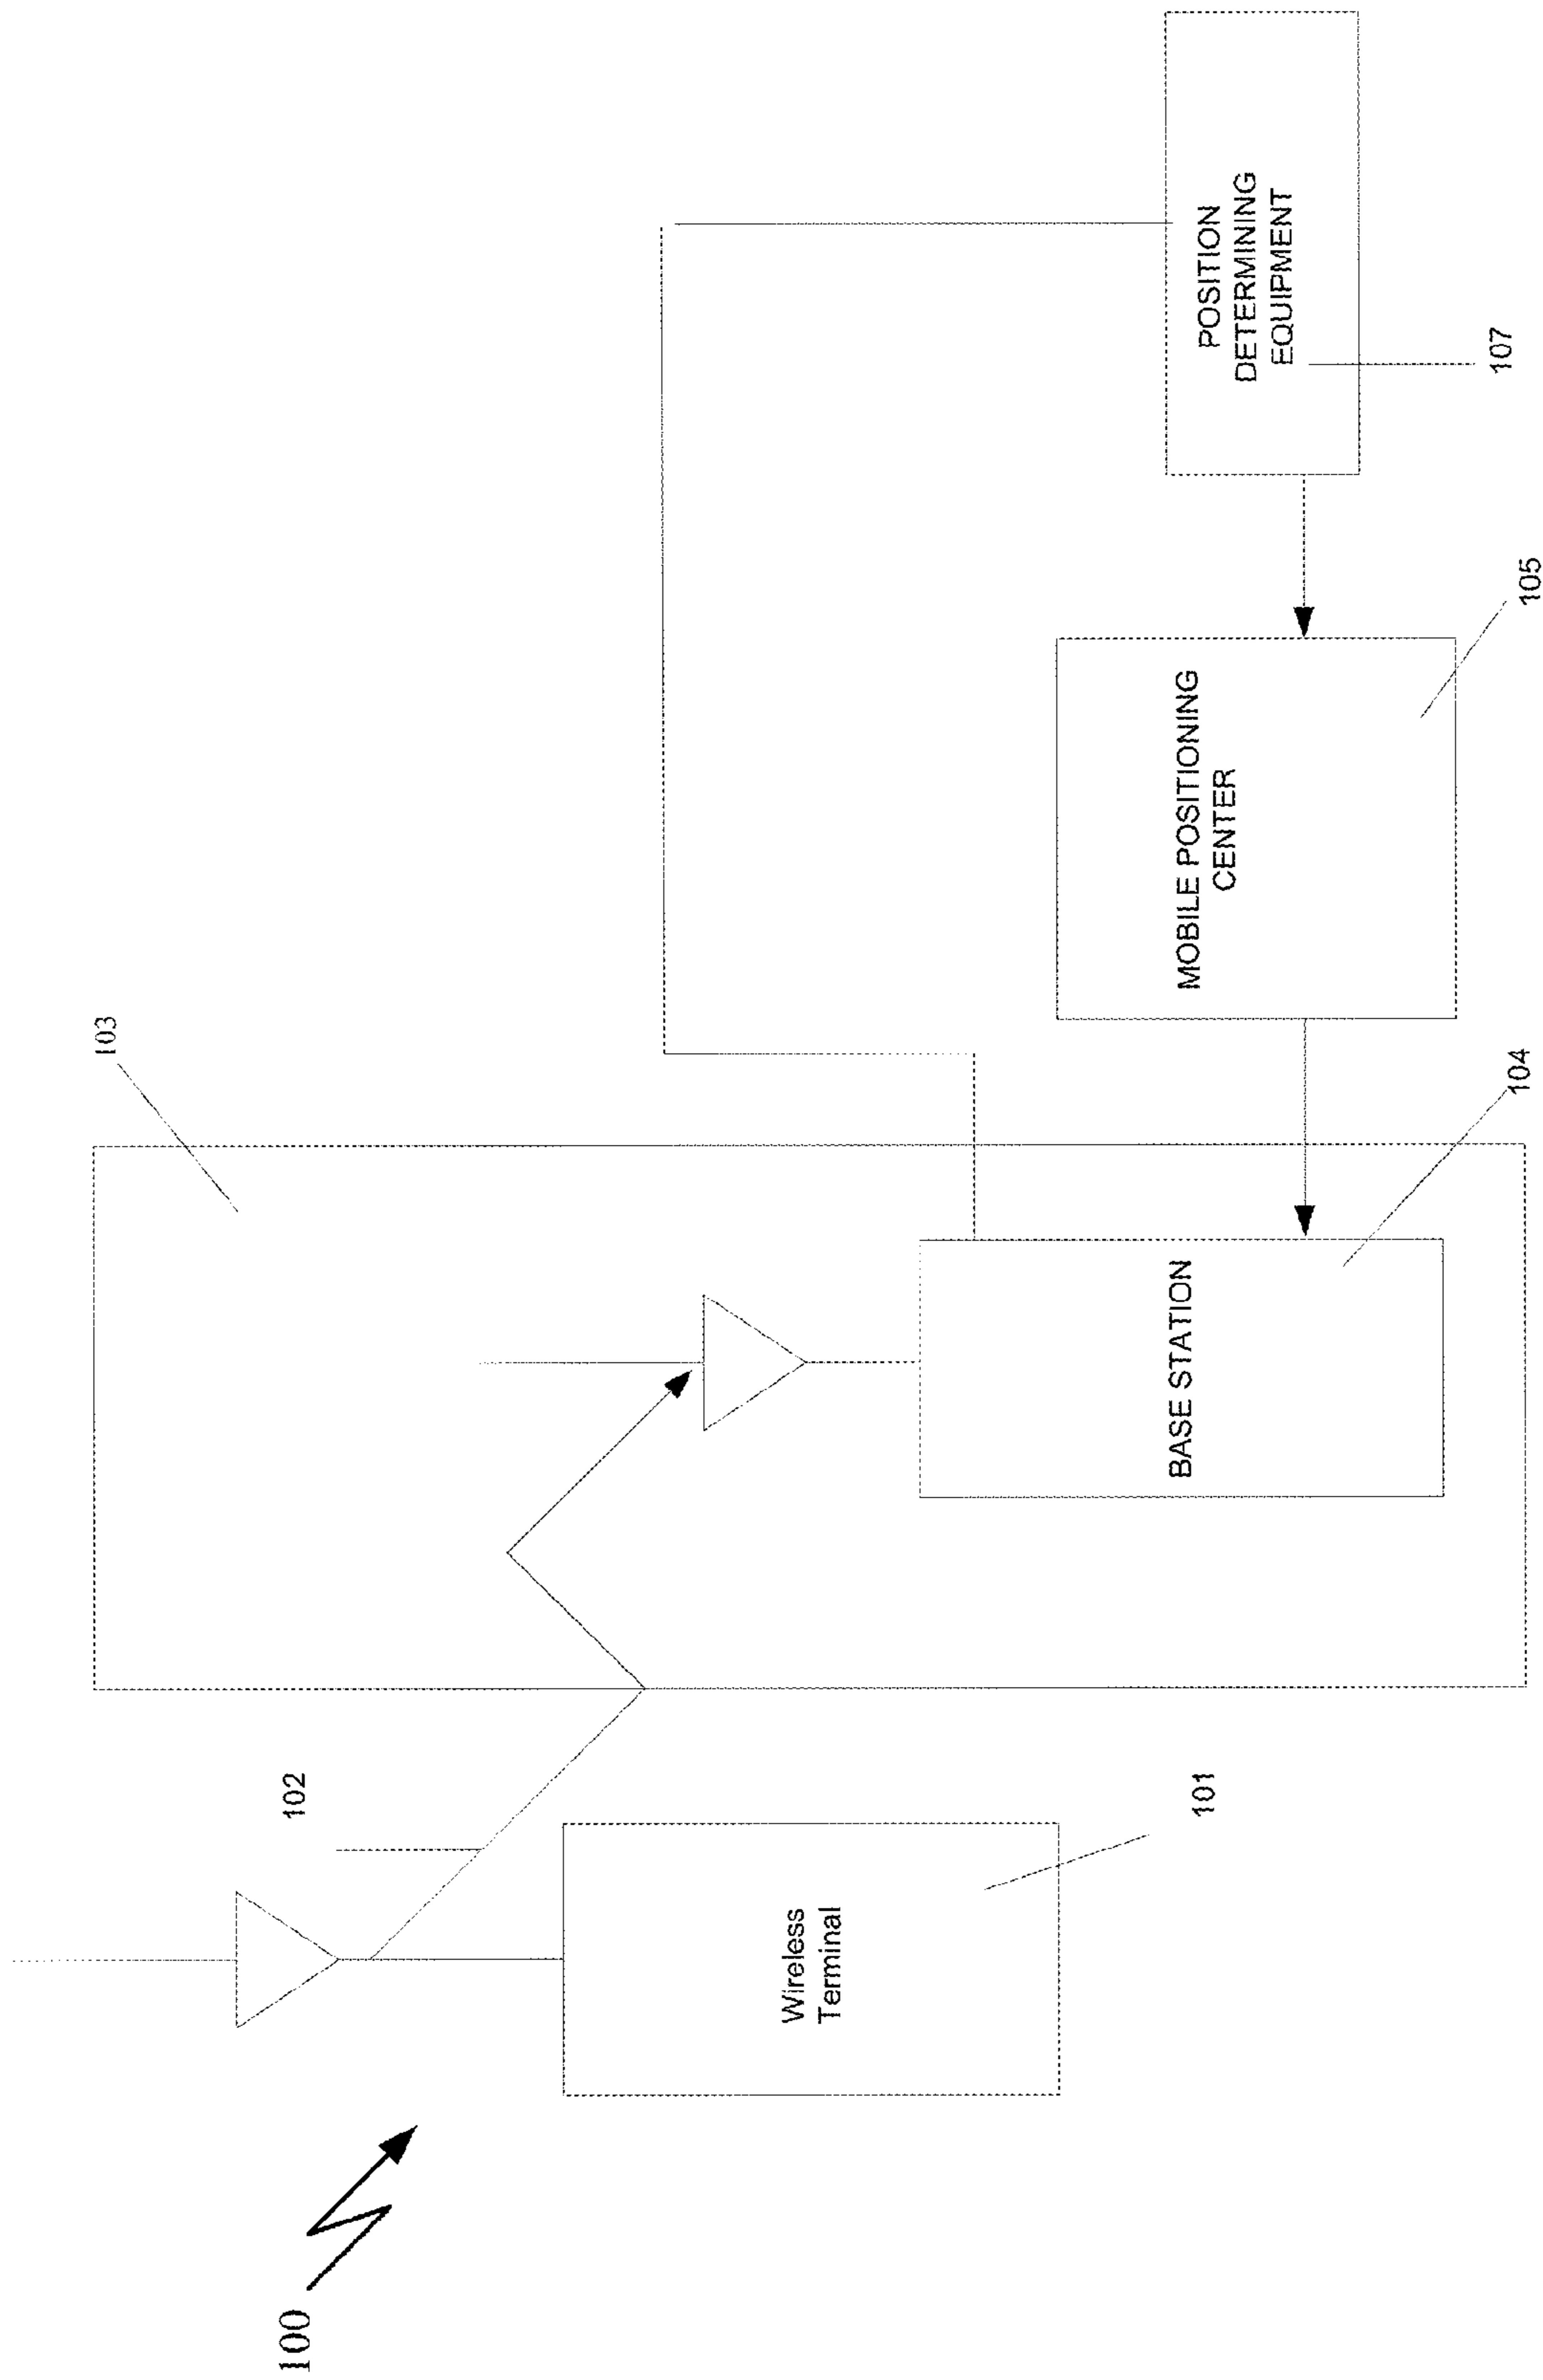 100
102
Wireless
Terminal
101
103
BASE STATION
104
MOBILE POSITIONING
CENTER
105
POSITION
DETERMINING
EQUIPMENT
107